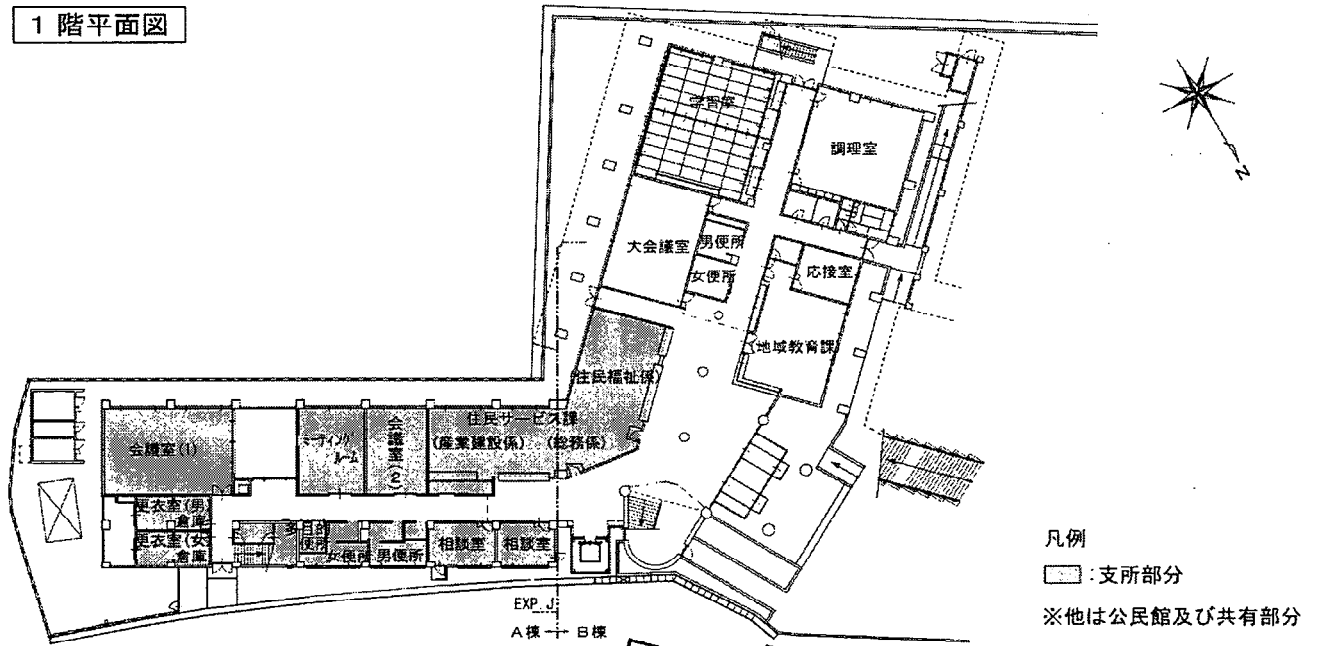 1階平面図
学習室
調理室
N
大会議室
男便所
女便所
応接室
(地域教育課)
(住民福祉係)
住民サービス課
(産業建設係) (総務係)
会議室(1)
ミーティング
ルーム
会議室(2)
更衣室(男)
倉庫
更衣室(女)
倉庫
多目的
便所
女便所
男便所
相談室
相談室
EXP.J
A棟 B棟
凡例
:支所部分
※他は公民館及び共有部分